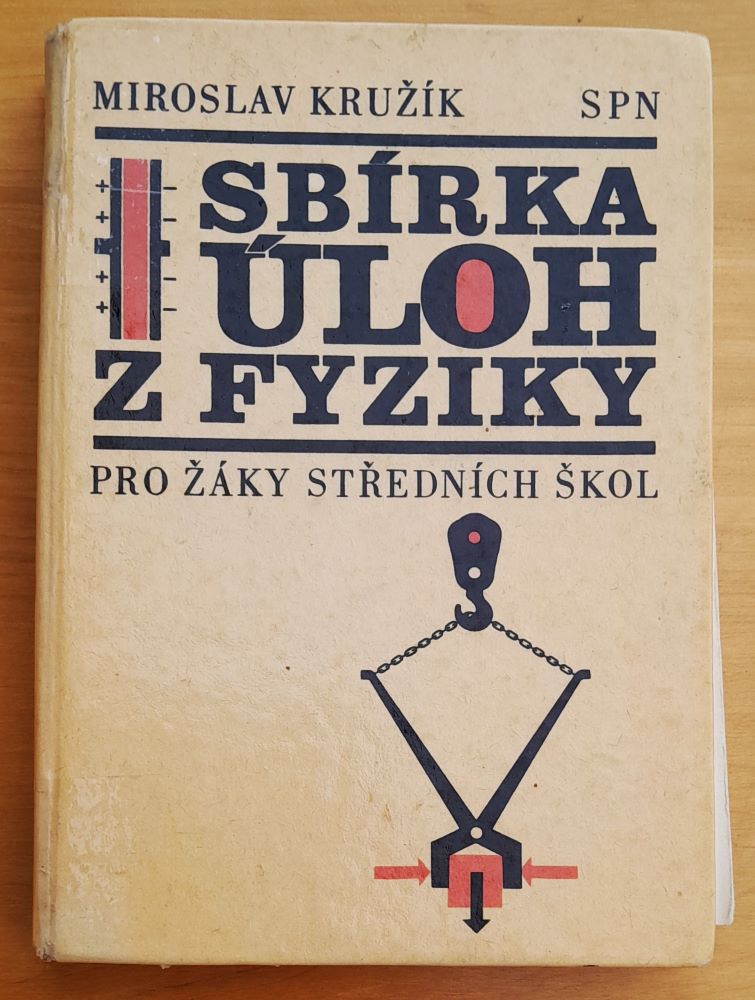 MIROSLAV KRUŽÍK SPN
SBÍRKA
ÚLOH
Z FYZIKY
PRO ŽÁKY STŘEDNÍCH ŠKOL